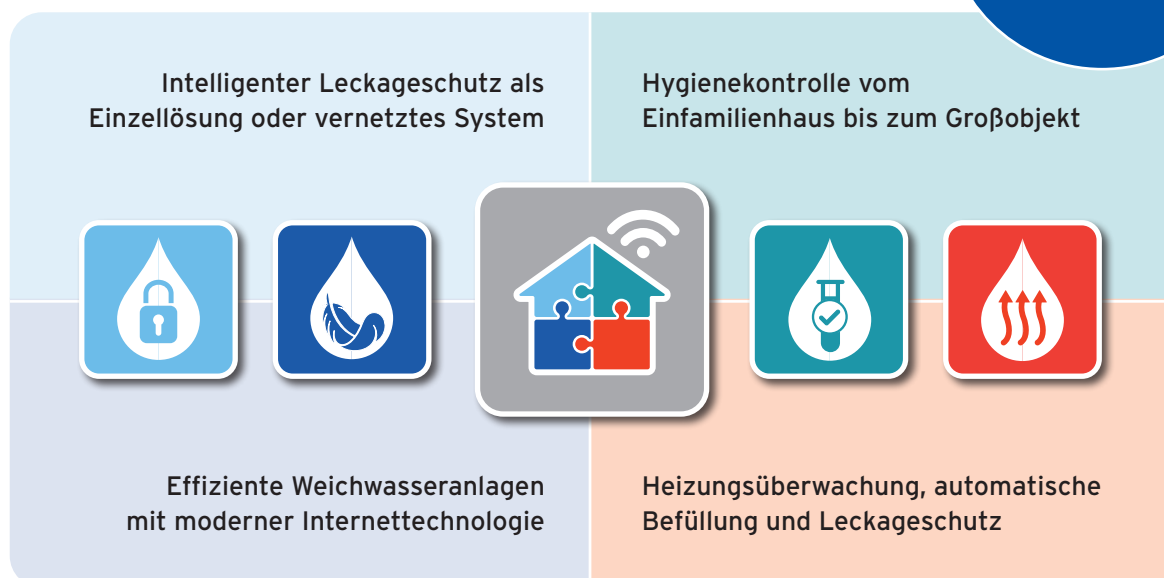 Intelligenter Leckageschutz als
Einzellösung oder vernetztes System
Hygienekontrolle vom
Einfamilienhaus bis zum Großobjekt
Effiziente Weichwasseranlagen
mit moderner Internettechnologie
Heizungsüberwachung, automatische
Befüllung und Leckageschutz